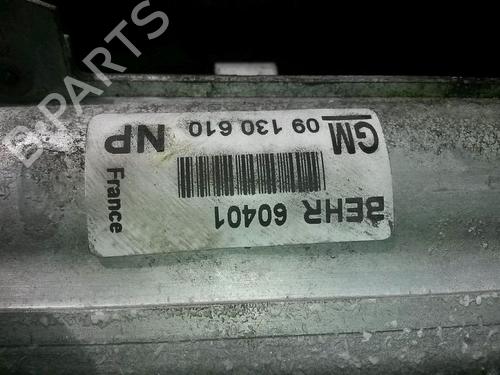 BEHR 60401
France
GM 09 130 610 NP
B-PARTS